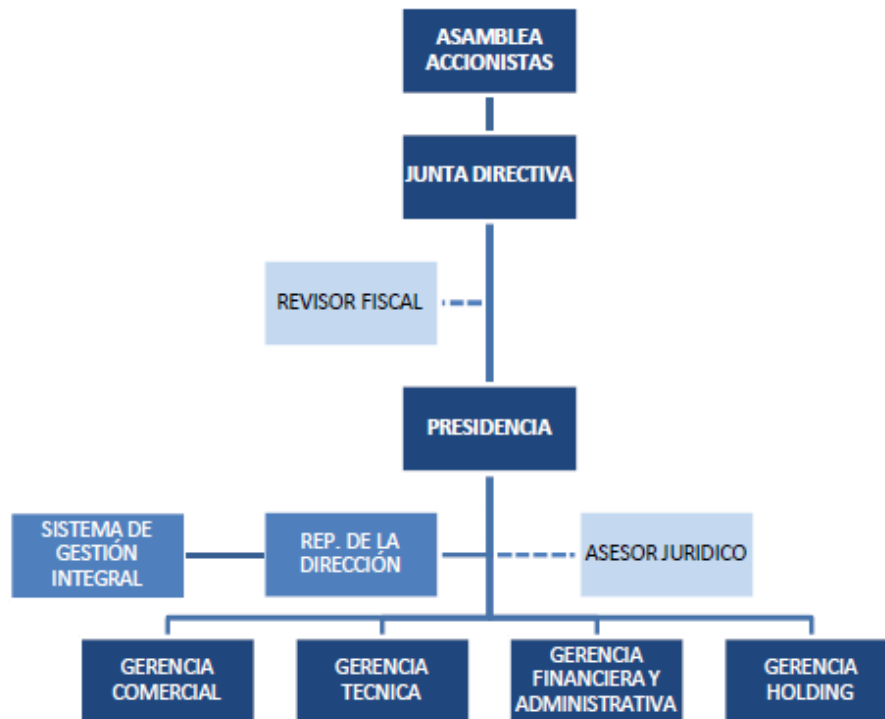 ASAMBLEA
ACCIONISTAS
JUNTA DIRECTIVA
REVISOR FISCAL
PRESIDENCIA
SISTEMA DE
GESTIÓN
INTEGRAL
REP. DE LA
DIRECCIÓN
ASESOR JURIDICO
GERENCIA
COMERCIAL
GERENCIA
TECNICA
GERENCIA
FINANCIERA Y
ADMINISTRATIVA
GERENCIA
HOLDING